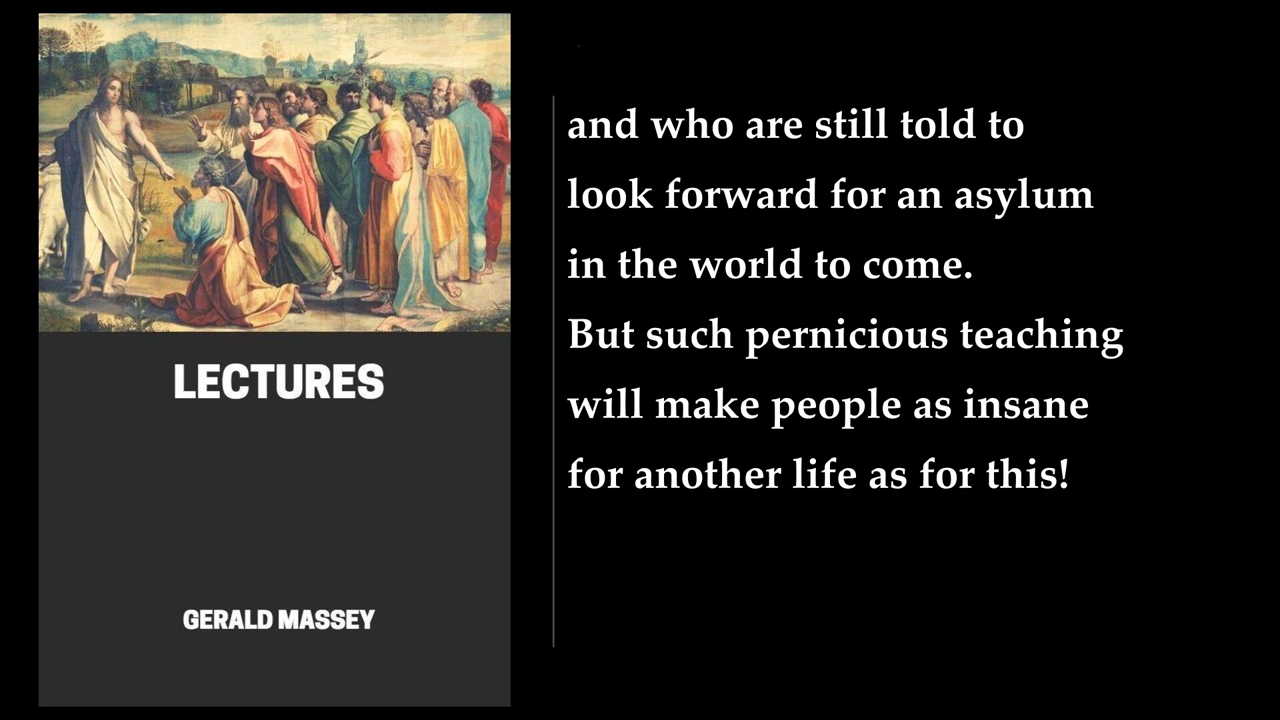 LECTURES
GERALD MASSEY
and who are still told to
look forward for an asylum
in the world to come.
But such pernicious teaching
will make people as insane
for another life as for this!